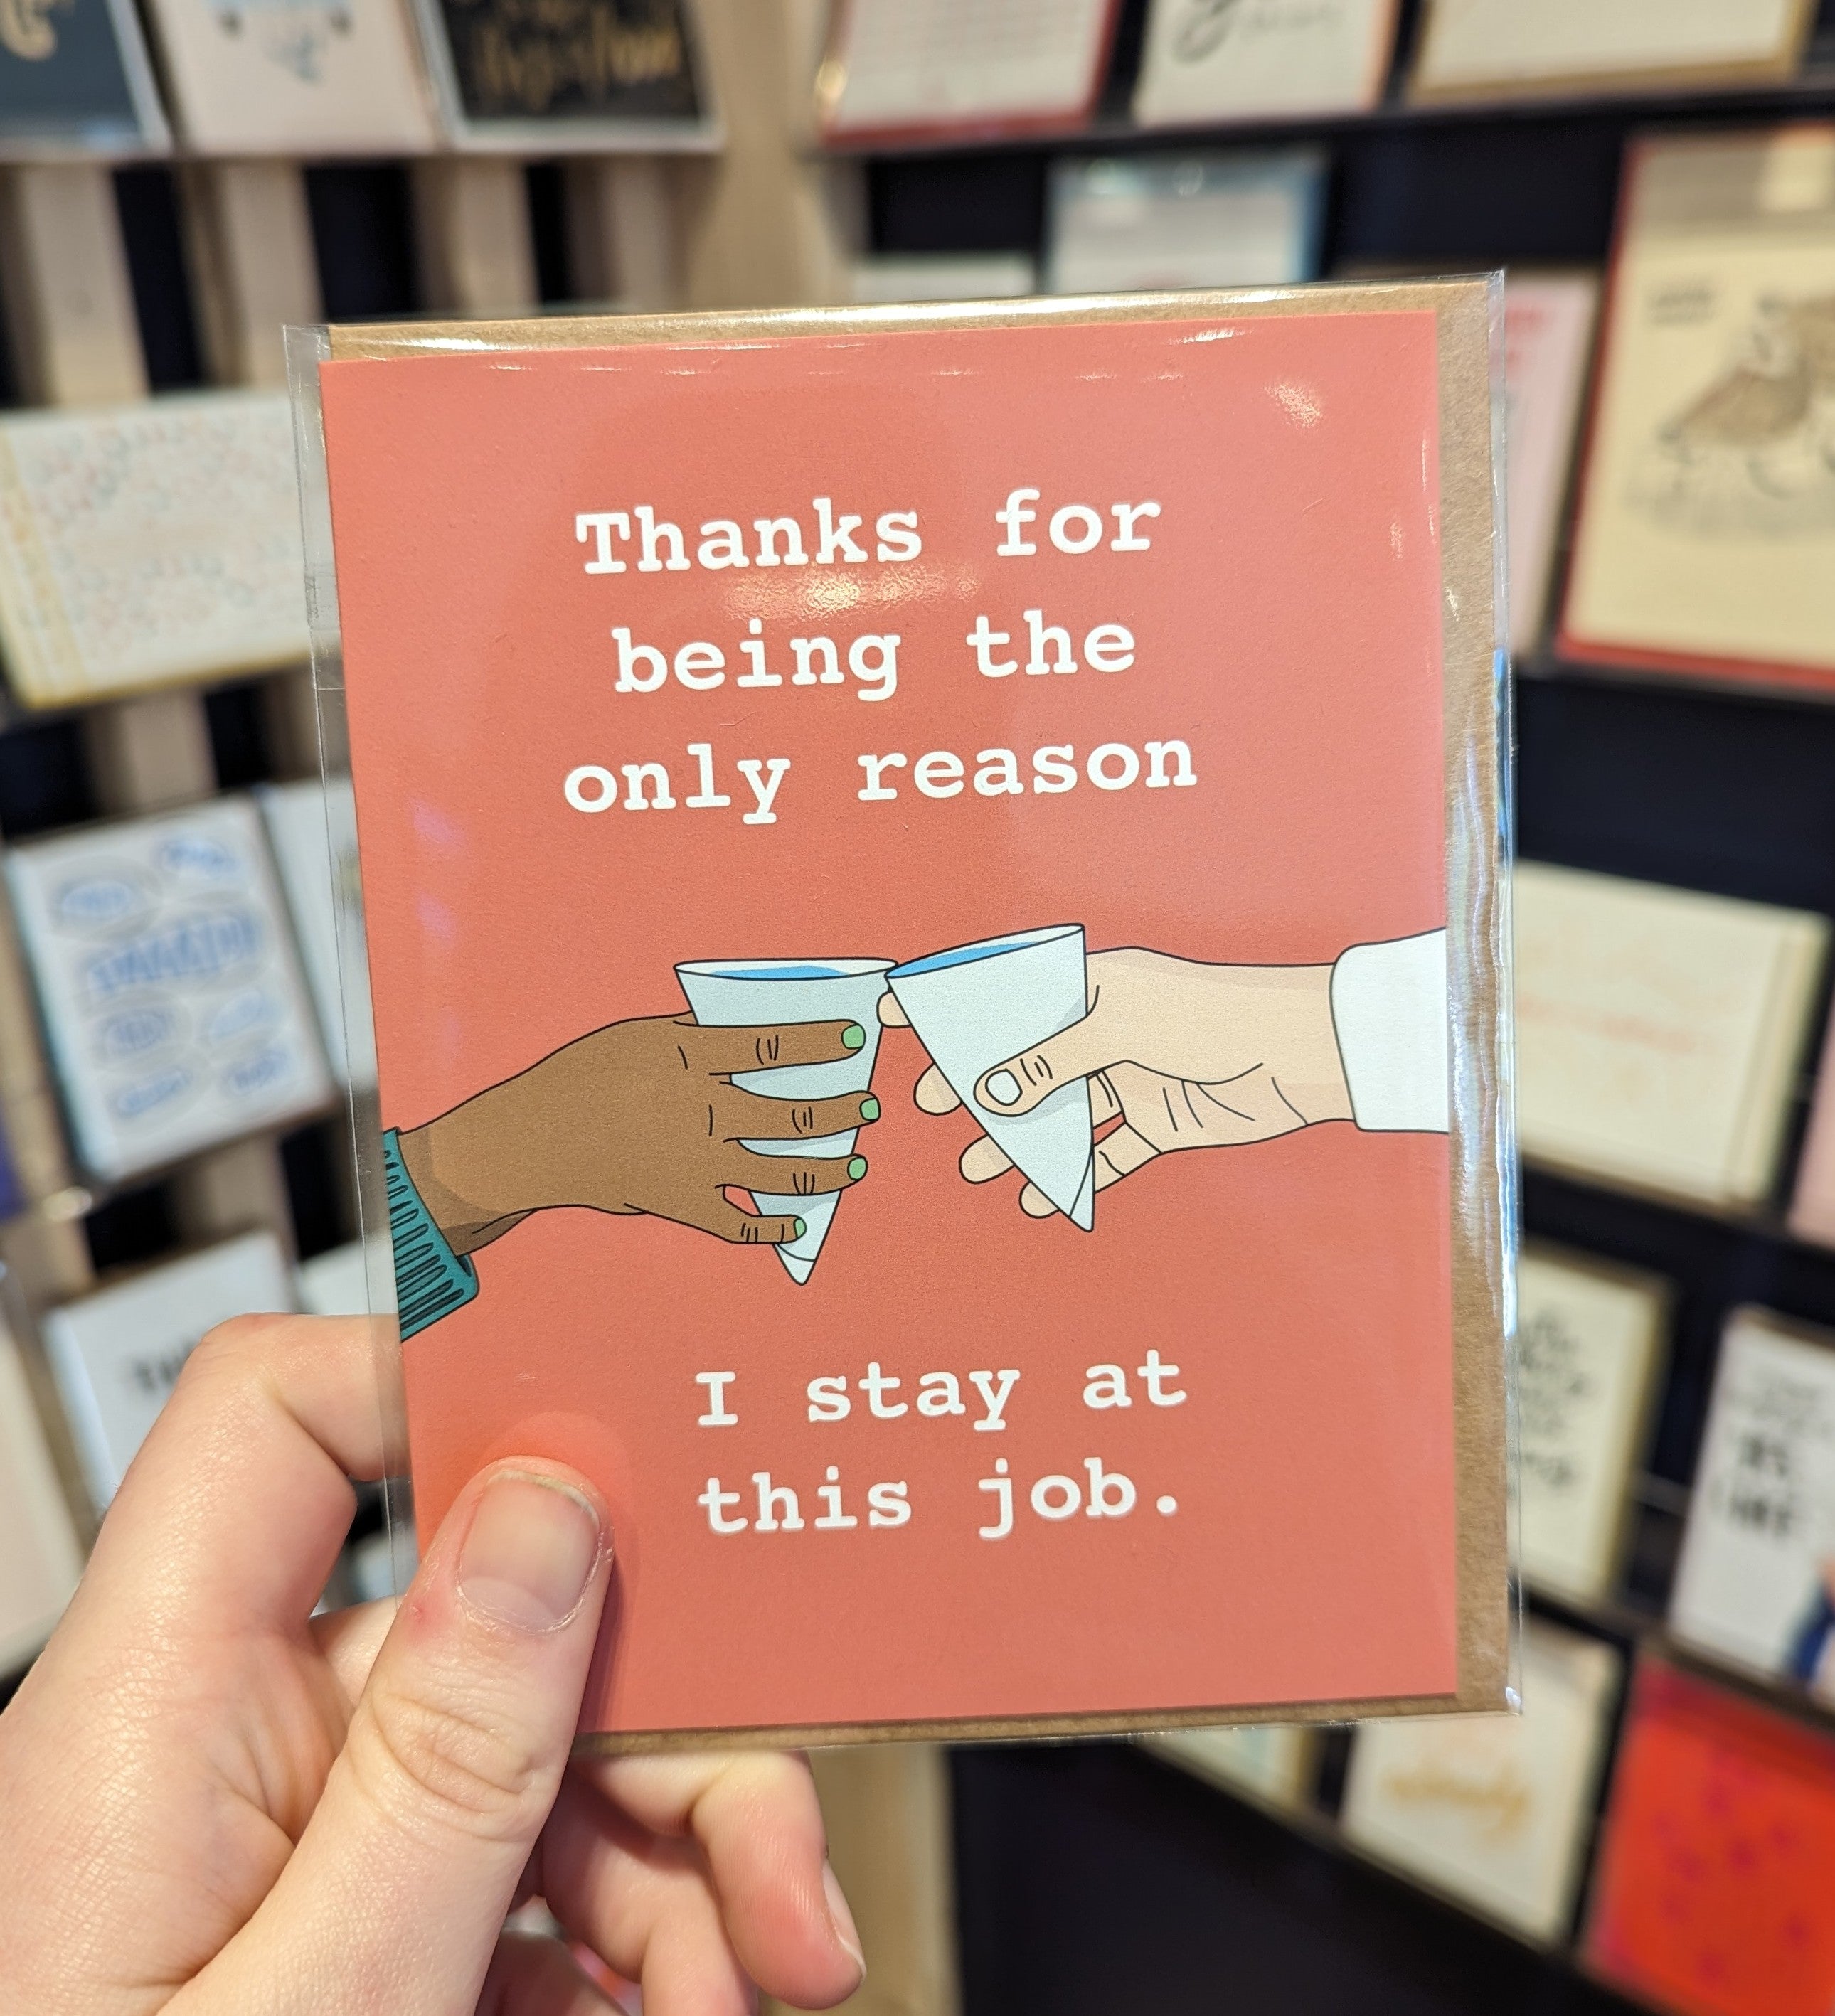 Thanks for
being the
only reason
I stay at
this job.